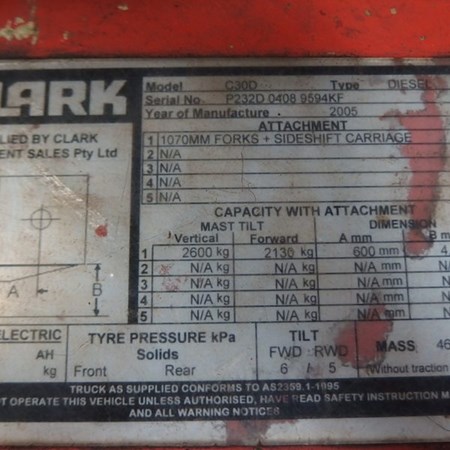 LARK
Model C30D Type DIESEL
Serial No P232D 0408 9594KF
Year of Manufacture 2005
LIED BY CLARK
ENT SALES Pty Ltd
ATTACHMENT
1 1070MM FORKS + SIDESHIFT CARRIAGE
2 N/A
3 N/A
4 N/A
5 N/A
CAPACITY WITH ATTACHMENT
MAST TILT DIMENSION
Vertical Forward A mm B m
1 2600 kg 2130 kg 600 mm 4
2 N/A kg N/A kg N/A mm N
3 N/A kg N/A kg N/A mm N
4 N/A kg N/A kg N/A mm N
5 N/A kg N/A kg N/A mm N
A B
ELECTRIC
AH
kg
TYRE PRESSURE kPa
Solids
Front Rear
TILT
FWD RWD
6 / 5
MASS 46
(Without traction
TRUCK AS SUPPLIED CONFORMS TO AS2359.1-1995
OT OPERATE THIS VEHICLE UNLESS AUTHORISED, HAVE READ SAFETY INSTRUCTION M
AND ALL WARNING NOTICES